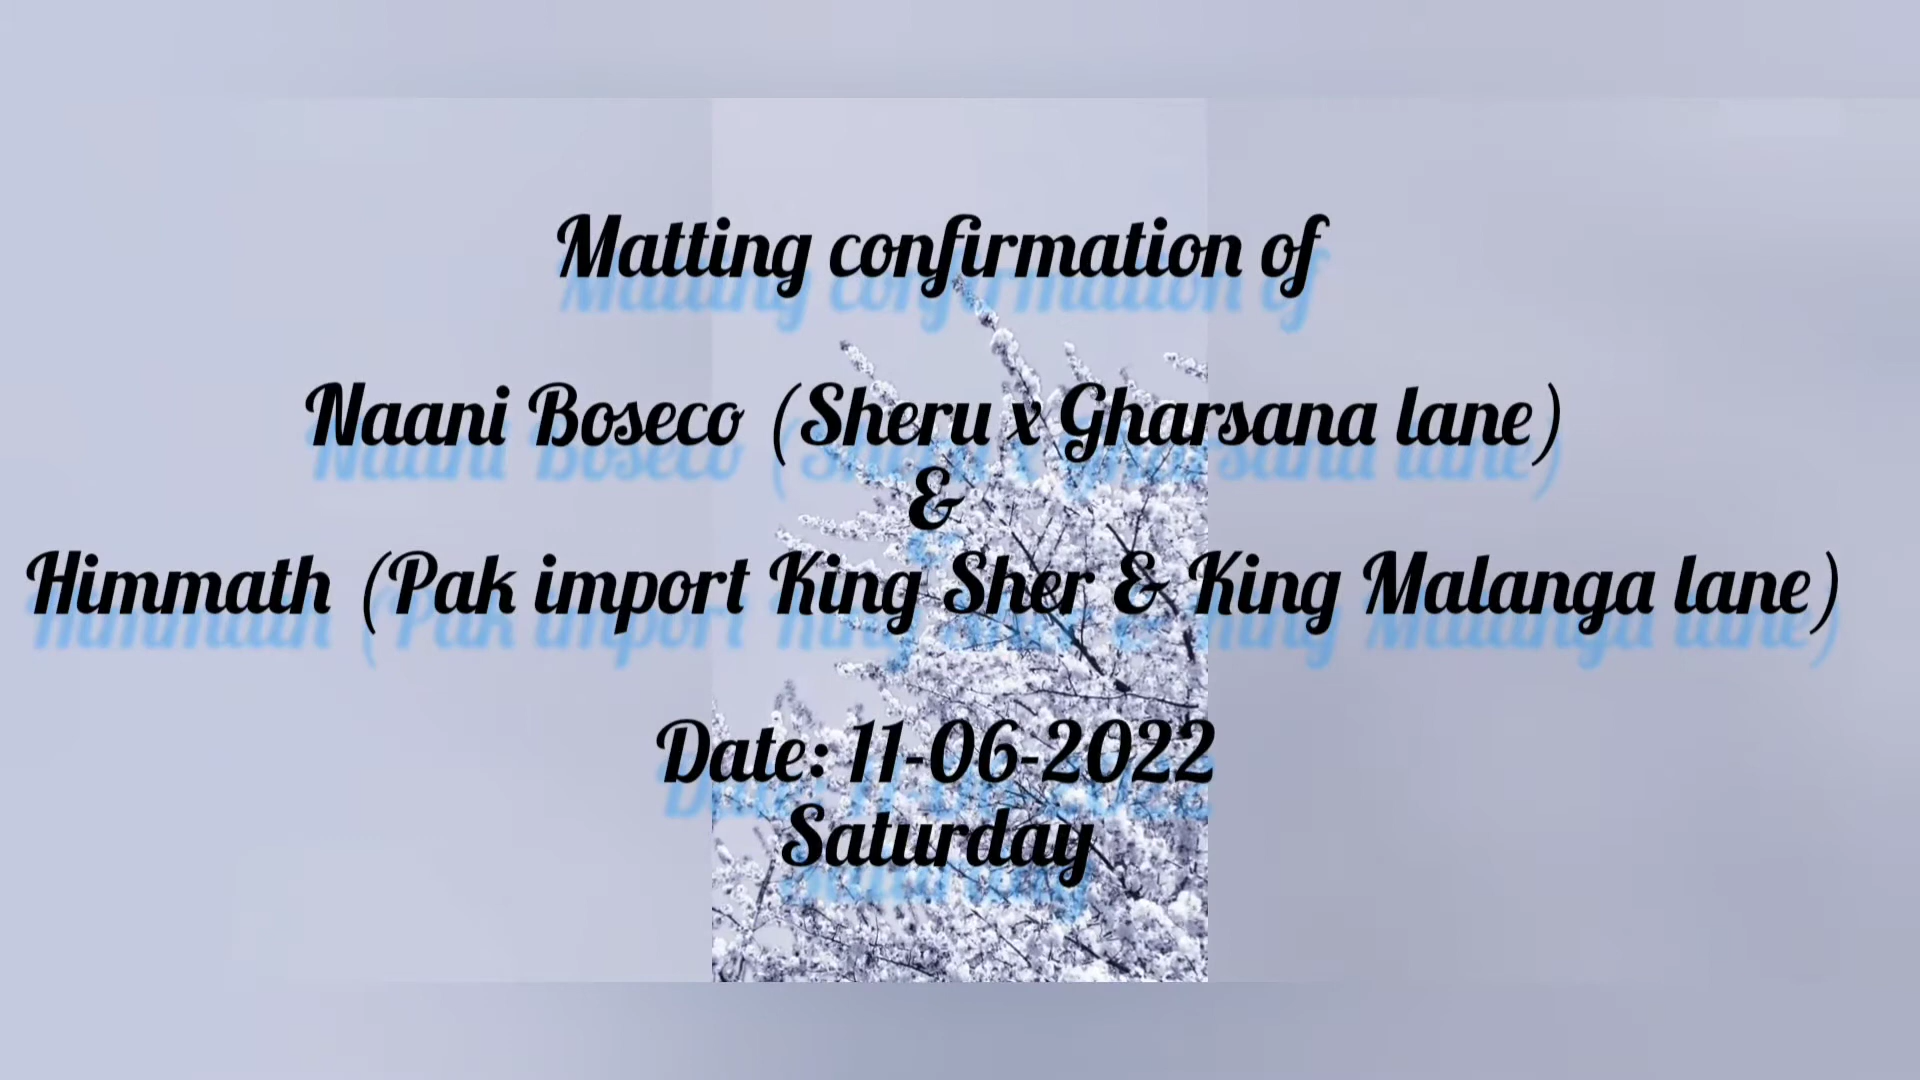 Matting confirmation of
Naani Boseco (Sheru x Gharsana lane)
&
Himmath (Pak import King Sher & King Malanga lane)
Date: 11-06-2022
Saturday